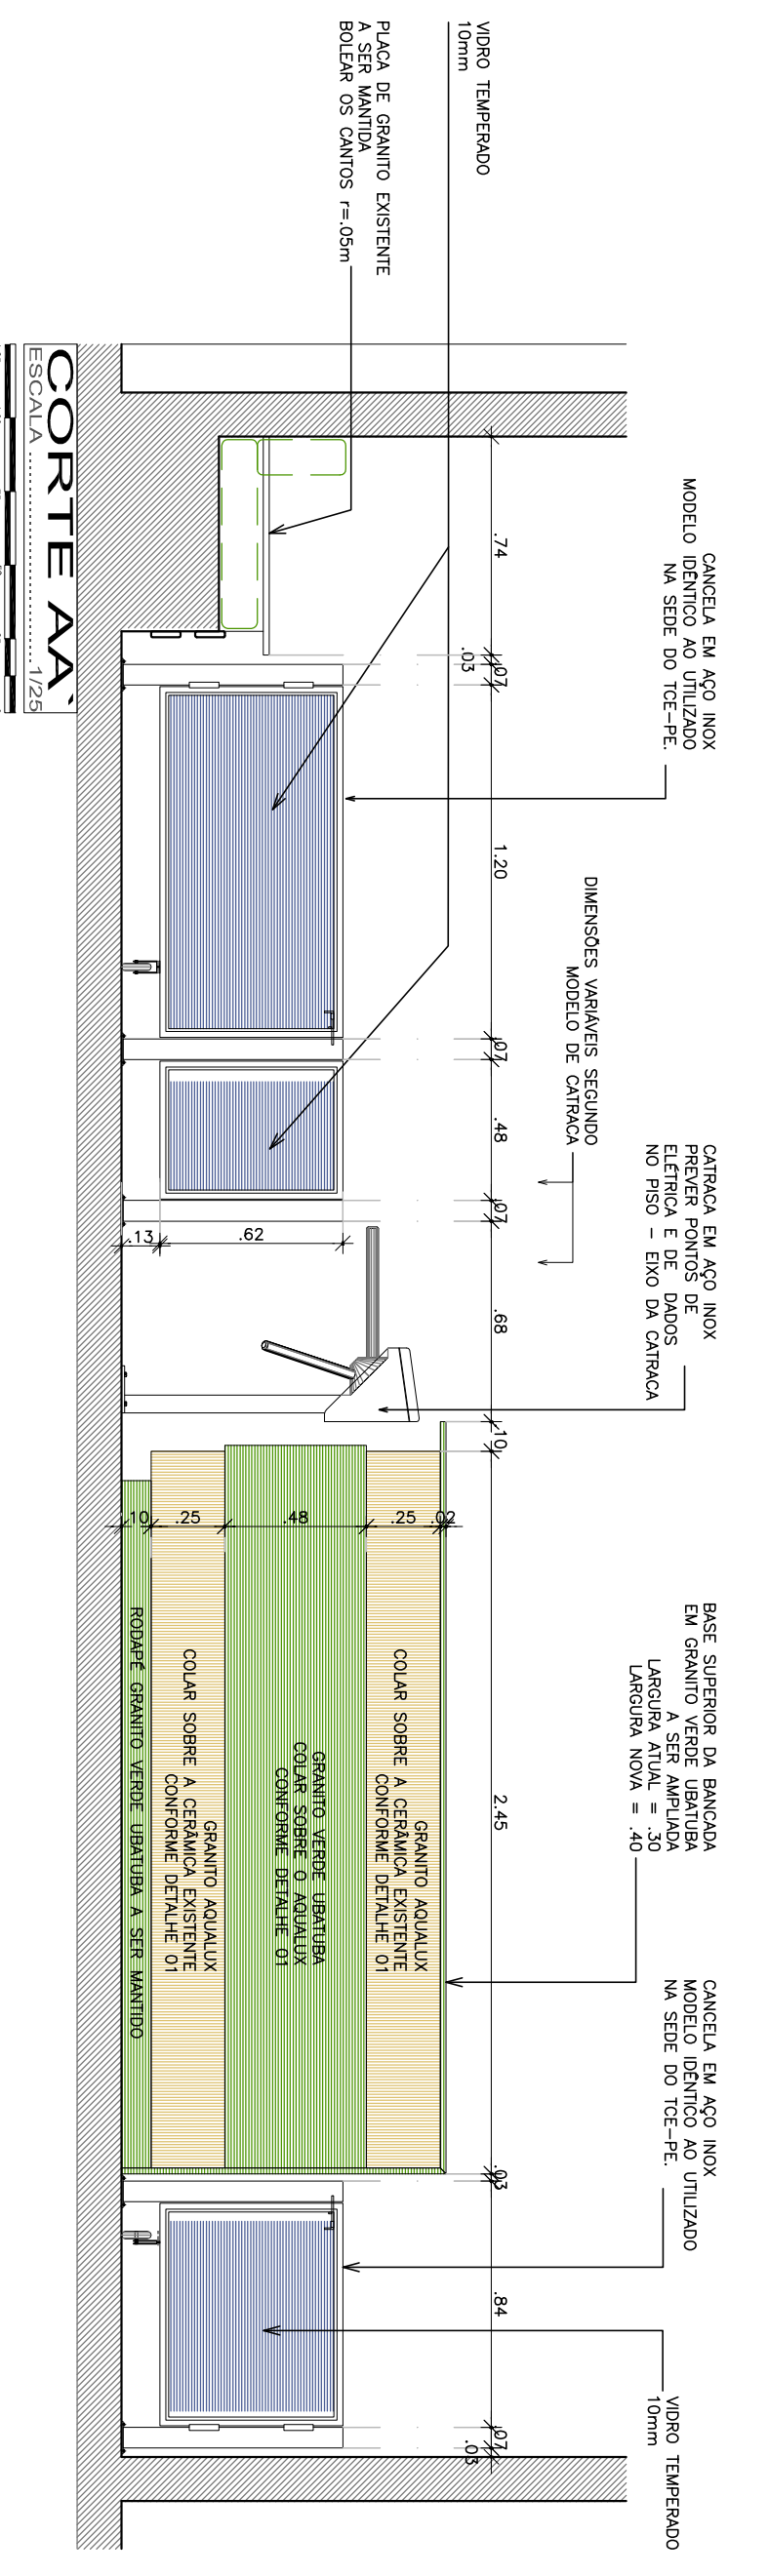 CANCELA EM AÇO INOX
MODELO IDÊNTICO AO UTILIZADO
NA SEDE DO TCE-PE.
CATRACA EM AÇO INOX
PREVER PONTOS DE
ELÉTRICA E DE DADOS
NO PISO - EIXO DA CATRACA
BASE SUPERIOR DA BANCADA
EM GRANITO VERDE UBATUBA
A SER AMPLIADA
LARGURA ATUAL = .30
LARGURA NOVA = .40
CANCELA EM AÇO INOX
MODELO IDÊNTICO AO UTILIZADO
NA SEDE DO TCE-PE.
VIDRO TEMPERADO
10mm
DIMENSÕES VARIÁVEIS SEGUNDO
MODELO DE CATRACA
VIDRO TEMPERADO
10mm
PLACA DE GRANITO EXISTENTE
A SER MANTIDA
BOLEAR OS CANTOS r=.05m
.74
.03
.07
1.20
.07
.48
.07
.68
.10
2.45
.03
.84
.07
.03
.13
.62
.10
.25
.48
.25
.02
GRANITO AQUALUX
COLAR SOBRE A CERÂMICA EXISTENTE
CONFORME DETALHE 01
GRANITO VERDE UBATUBA
COLAR SOBRE O AQUALUX
CONFORME DETALHE 01
GRANITO AQUALUX
COLAR SOBRE A CERÂMICA EXISTENTE
CONFORME DETALHE 01
RODAPÉ GRANITO VERDE UBATUBA A SER MANTIDO
CORTE AA`
ESCALA ........................ 1/25